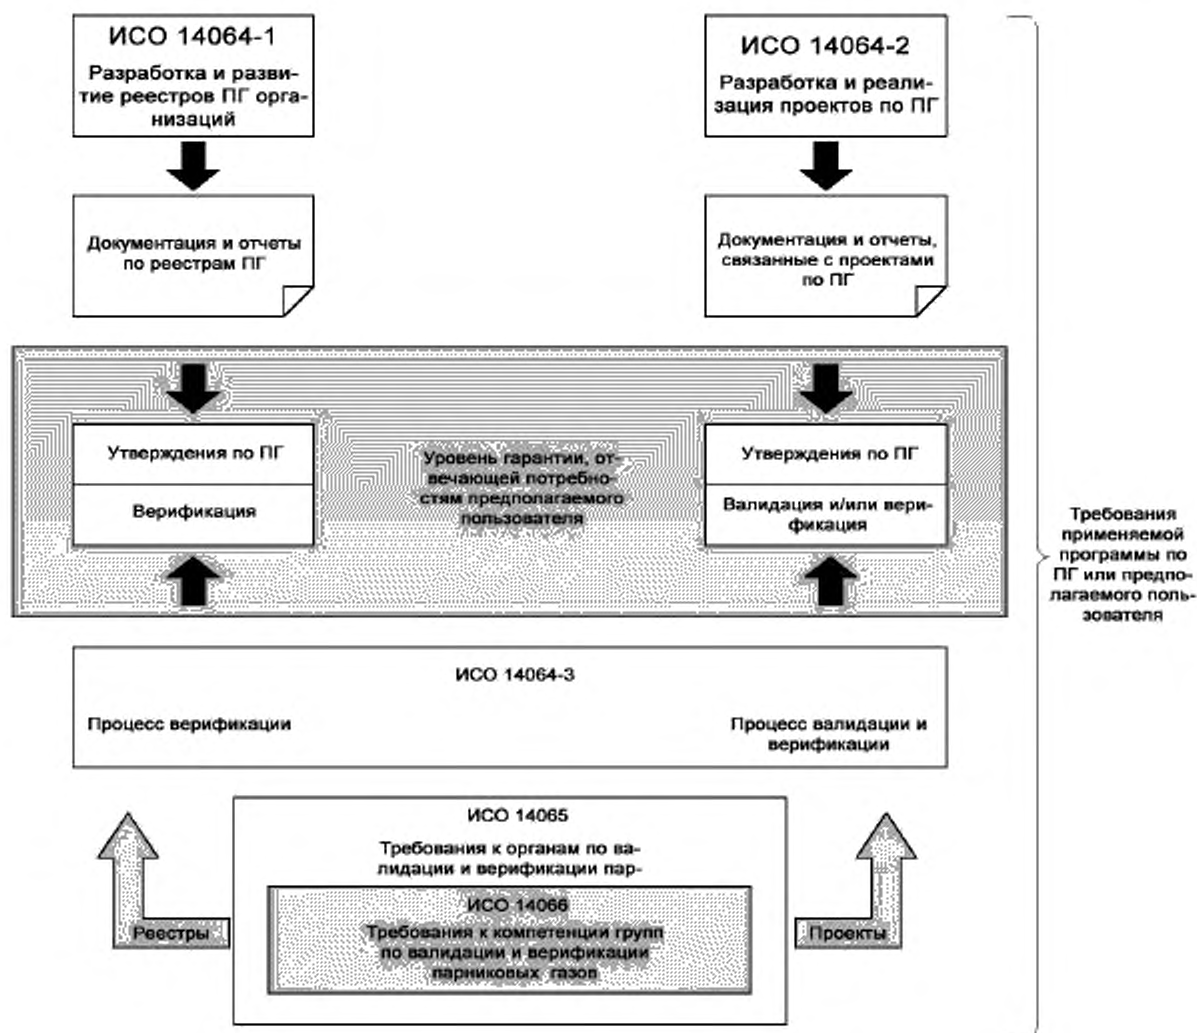 ИСО 14064-1
Разработка и разви-
тие реестров ПГ орга-
низаций
ИСО 14064-2
Разработка и реали-
зация проектов по ПГ
Документация и отчеты
по реестрам ПГ
Документация и отчеты,
связанные с проектами
по ПГ
Утверждения по ПГ
Верификация
Уровень гарантии, от-
вечающей потребно-
стям предполагаемого
пользователя
Утверждения по ПГ
Валидация и/или вери-
фикация
Требования
применяемой
программы по
ПГ или предпо-
лагаемого поль-
зователя
ИСО 14064-3
Процесс верификации
Процесс валидации и
верификации
ИСО 14065
Требования к органам по ва-
лидации и верификации пар-
ИСО 14066
Требования к компетенции групп
по валидации и верификации
парниковых газов
Реестры
Проекты